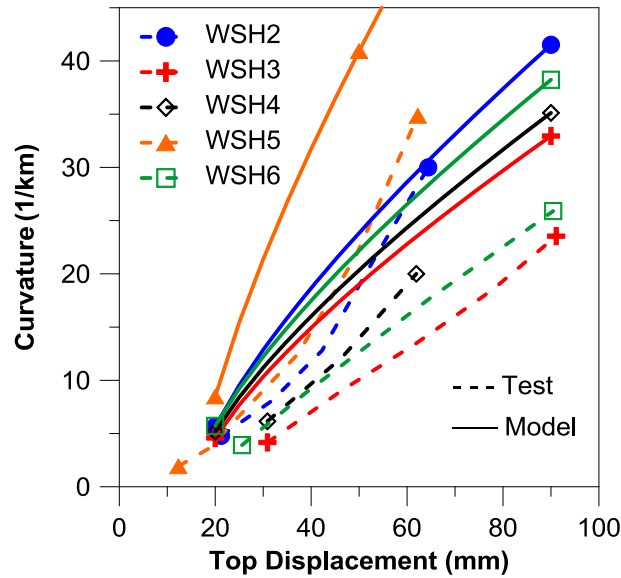 40
30
20
10
0
Curvature (1/km)
WSH2
WSH3
WSH4
WSH5
WSH6
Test
Model
0 20 40 60 80 100
Top Displacement (mm)